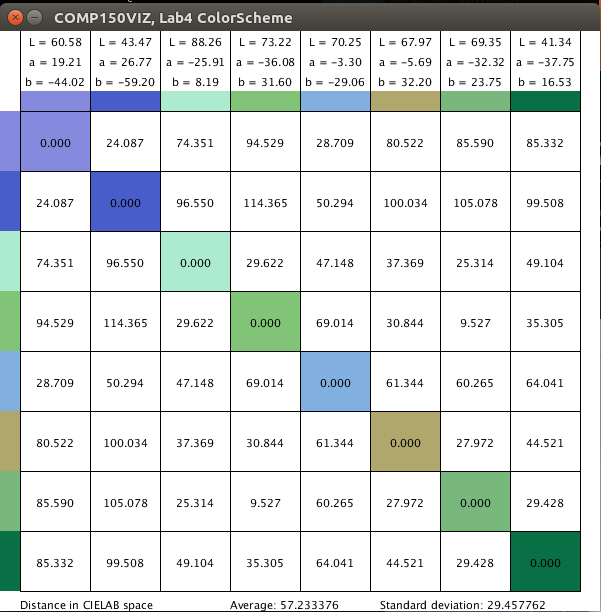 COMP150VIZ, Lab4 ColorScheme
L = 60.58 L = 43.47 L = 88.26 L = 73.22 L = 70.25 L = 67.97 L = 69.35 L = 41.34
a = 19.21 a = 26.77 a = -25.91 a = -36.08 a = -3.30 a = -5.69 a = -32.32 a = -37.75
b = -44.02 b = -59.20 b = 8.19 b = 31.60 b = -29.06 b = 32.20 b = 23.75 b = 16.53
0.000 24.087 74.351 94.529 28.709 80.522 85.590 85.332
24.087 0.000 96.550 114.365 50.294 100.034 105.078 99.508
74.351 96.550 0.000 29.622 47.148 37.369 25.314 49.104
94.529 114.365 29.622 0.000 69.014 30.844 9.527 35.305
28.709 50.294 47.148 69.014 0.000 61.344 60.265 64.041
80.522 100.034 37.369 30.844 61.344 0.000 27.972 44.521
85.590 105.078 25.314 9.527 60.265 27.972 0.000 29.428
85.332 99.508 49.104 35.305 64.041 44.521 29.428 0.000
Distance in CIELAB space Average: 57.233376 Standard deviation: 29.457762